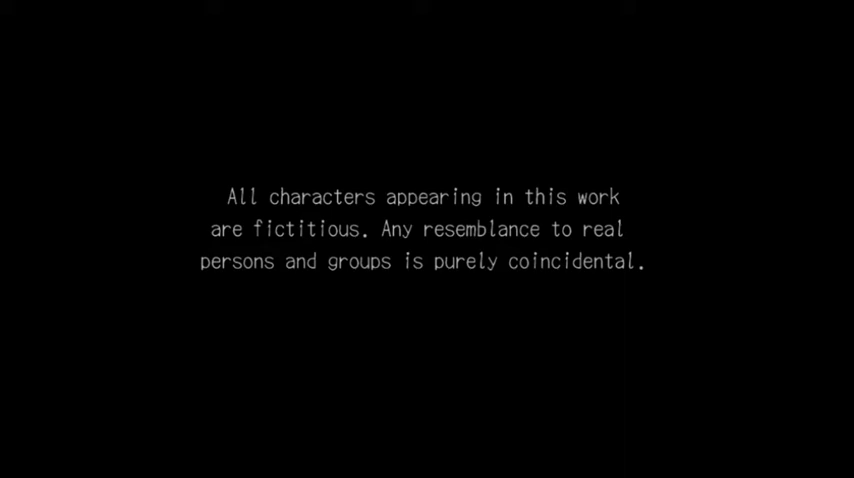 All characters appearing in this work
are fictitious. Any resemblance to real
persons and groups is purely coincidental.